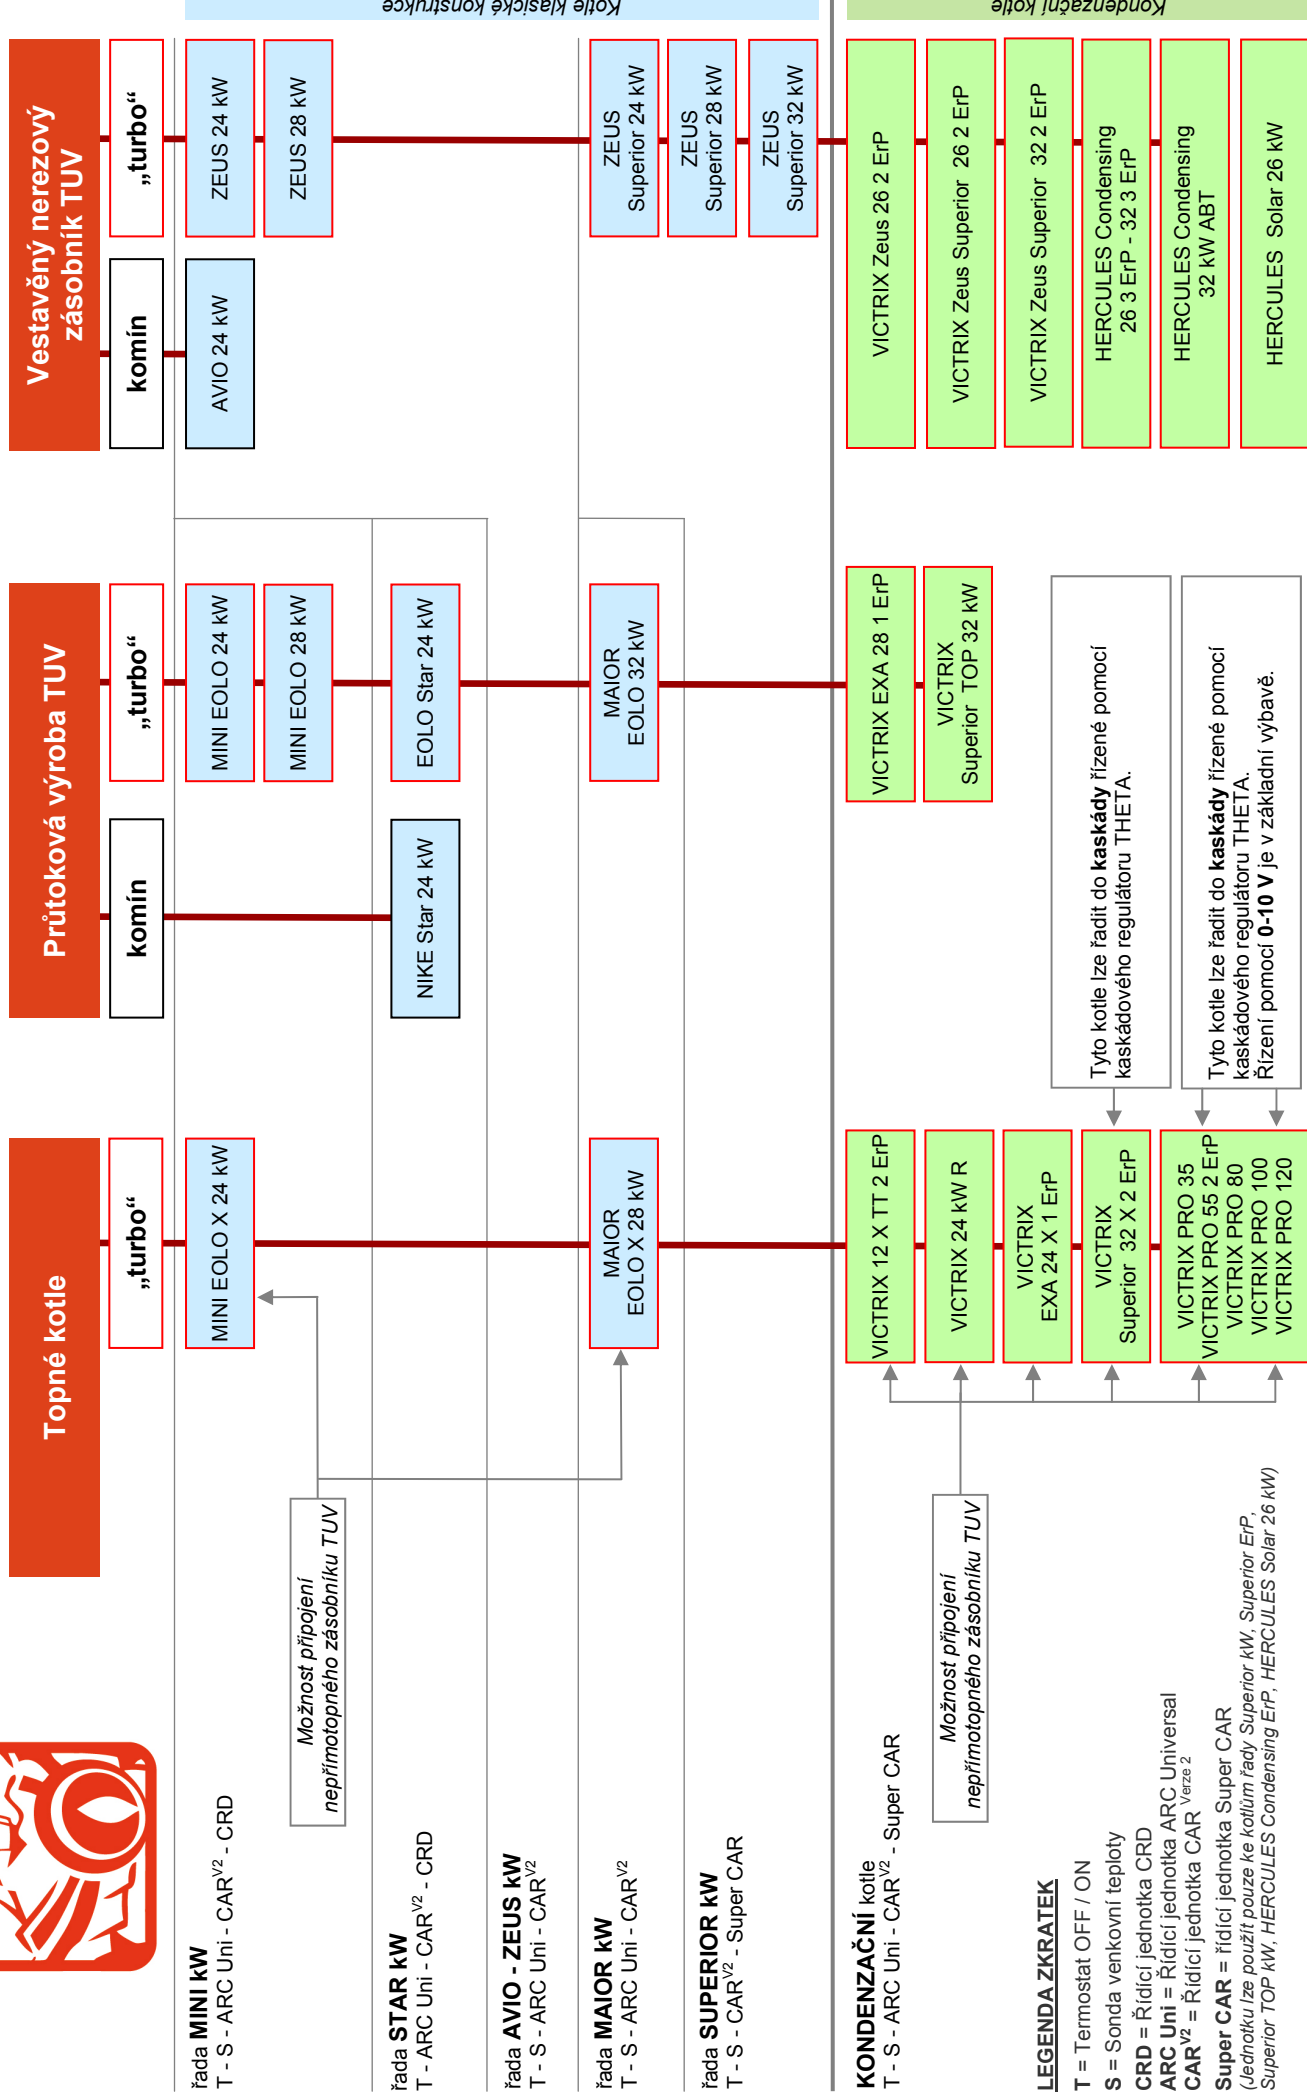 Topné kotle
Průtoková výroba TUV
Vestavěný nerezový
zásobník TUV
„turbo“
komín
„turbo“
komín
„turbo“
Kotle klasické konstrukce
řada MINI kW
T - S - ARC Uni - CAR^V2 - CRD
MINI EOLO X 24 kW
MINI EOLO 24 kW
AVIO 24 kW
ZEUS 24 kW
MINI EOLO 28 kW
ZEUS 28 kW
Možnost připojení
nepřímotopného zásobníku TUV
řada STAR kW
T - ARC Uni - CAR^V2 - CRD
NIKE Star 24 kW
EOLO Star 24 kW
řada AVIO - ZEUS kW
T - S - ARC Uni - CAR^V2
řada MAIOR kW
T - S - ARC Uni - CAR^V2
MAIOR
EOLO X 28 kW
MAIOR
EOLO 32 kW
ZEUS
Superior 24 kW
řada SUPERIOR kW
T - S - CAR^V2 - Super CAR
ZEUS
Superior 28 kW
ZEUS
Superior 32 kW
Kondenzační kotle
KONDENZAČNÍ kotle
T - S - ARC Uni - CAR^V2 - Super CAR
VICTRIX 12 X TT 2 ErP
VICTRIX EXA 28 1 ErP
VICTRIX Zeus 26 2 ErP
Možnost připojení
nepřímotopného zásobníku TUV
VICTRIX 24 kW R
VICTRIX
Superior TOP 32 kW
VICTRIX Zeus Superior 26 2 ErP
VICTRIX
EXA 24 X 1 ErP
VICTRIX Zeus Superior 32 2 ErP
VICTRIX
Superior 32 X 2 ErP
Tyto kotle lze řadit do kaskády řízené pomocí
kaskádového regulátoru THETA.
HERCULES Condensing
26 3 ErP - 32 3 ErP
VICTRIX PRO 35
VICTRIX PRO 55 2 ErP
VICTRIX PRO 80
VICTRIX PRO 100
VICTRIX PRO 120
Tyto kotle lze řadit do kaskády řízené pomocí
kaskádového regulátoru THETA.
Řízení pomocí 0-10 V je v základní výbavě.
HERCULES Condensing
32 kW ABT
HERCULES Solar 26 kW
LEGENDA ZKRATEK
T = Termostat OFF / ON
S = Sonda venkovní teploty
CRD = Řídící jednotka CRD
ARC Uni = Řídící jednotka ARC Universal
CAR^V2 = Řídící jednotka CAR ^Verze 2
Super CAR = řídící jednotka Super CAR
(Jednotku lze použít pouze ke kotlům řady Superior kW, Superior ErP,
Superior TOP kW, HERCULES Condensing ErP, HERCULES Solar 26 kW)